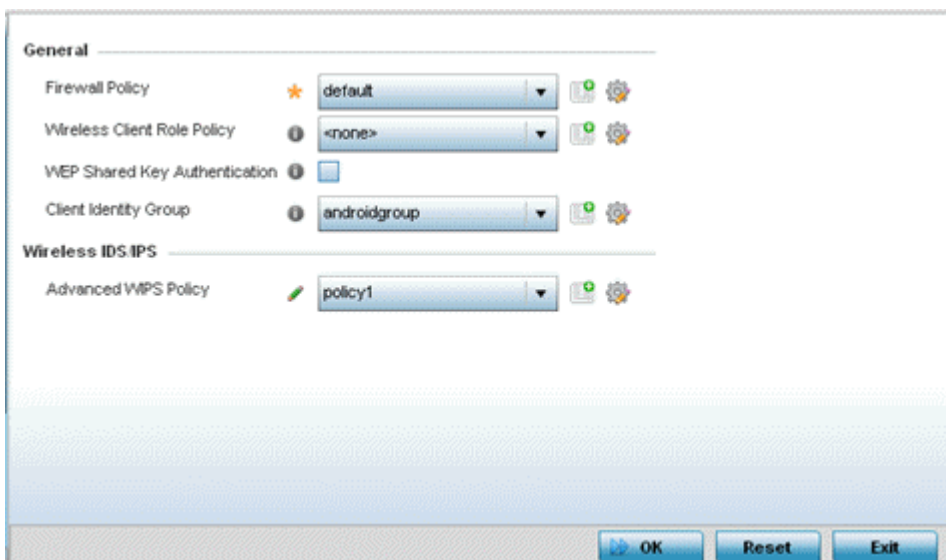 General
Firewall Policy default
Wireless Client Role Policy <none>
WEP Shared Key Authentication
Client Identity Group androidgroup
Wireless IDS/IPS
Advanced WIPS Policy policy1
OK Reset Exit